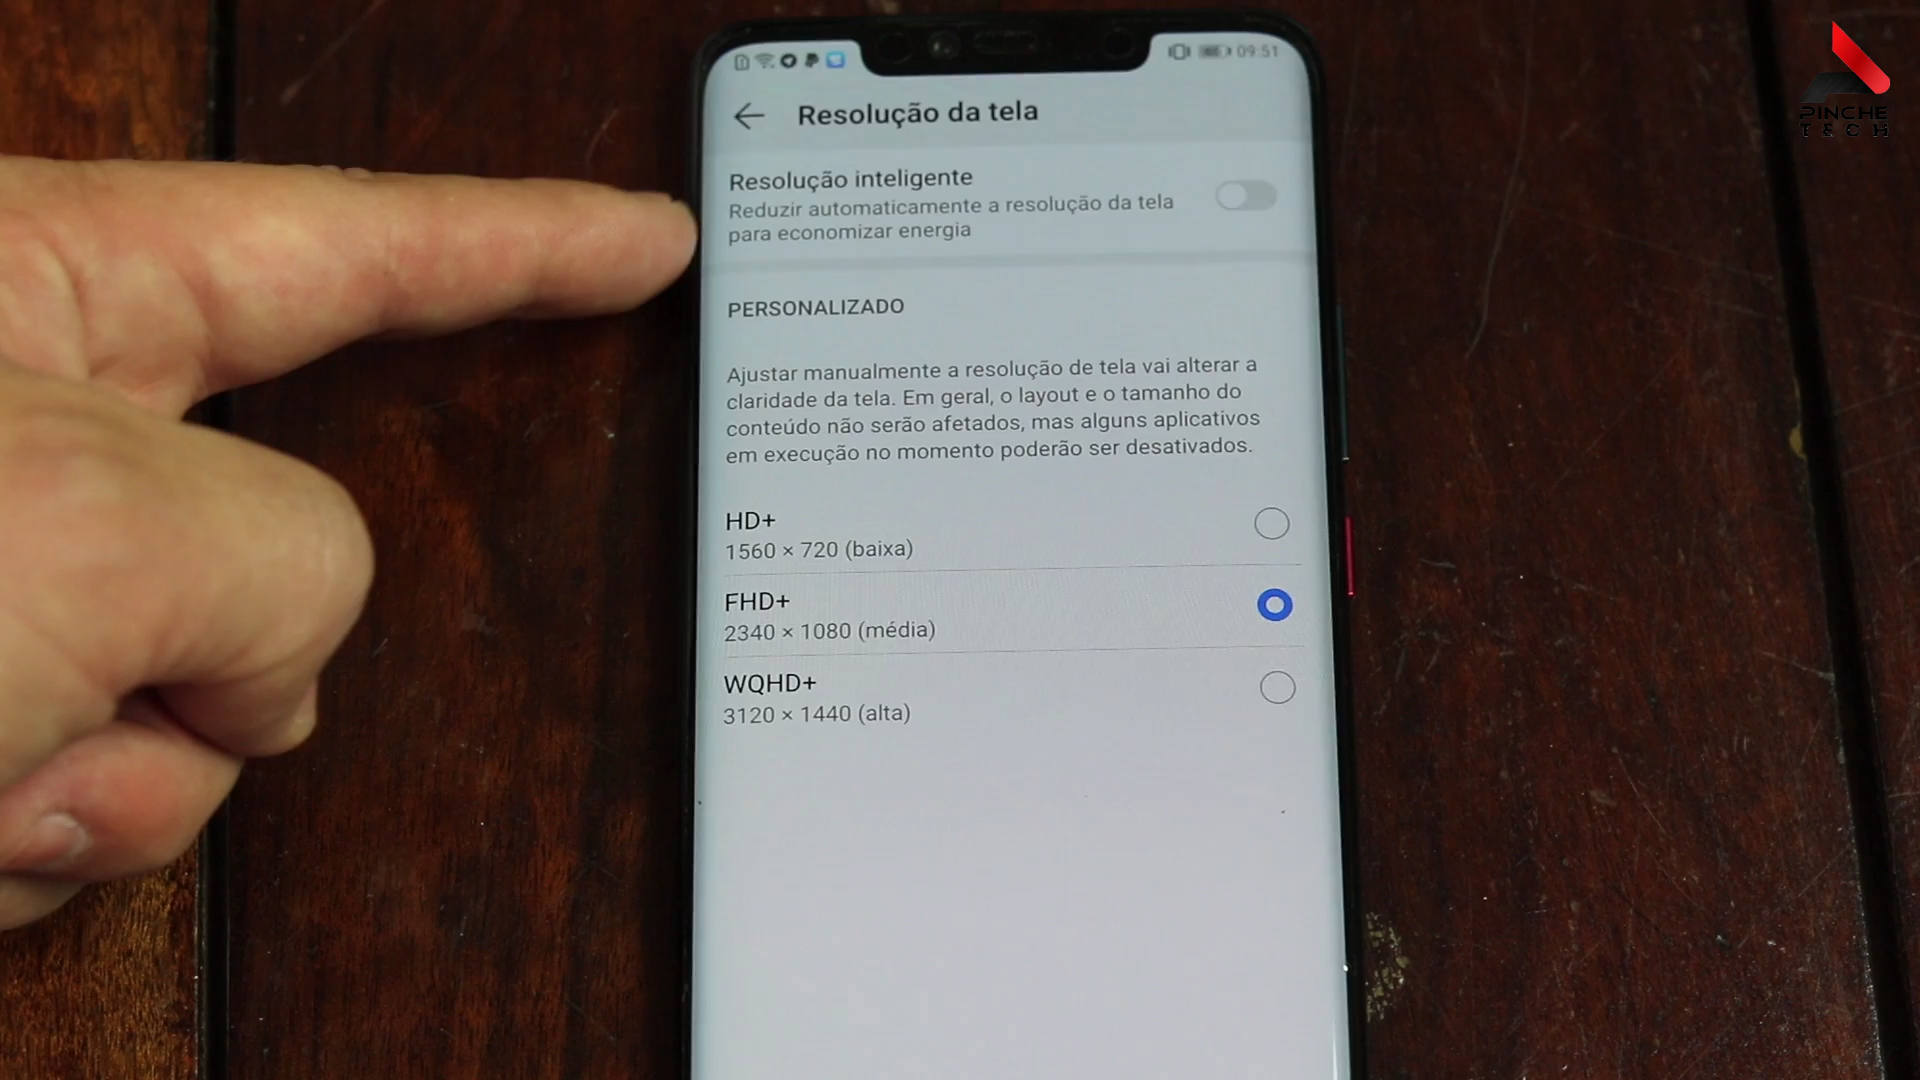 09:51
Resolução da tela
Resolução inteligente
Reduzir automaticamente a resolução da tela
para economizar energia
PERSONALIZADO
Ajustar manualmente a resolução de tela vai alterar a
claridade da tela. Em geral, o layout e o tamanho do
conteúdo não serão afetados, mas alguns aplicativos
em execução no momento poderão ser desativados.
HD+
1560 × 720 (baixa)
FHD+
2340 × 1080 (média)
WQHD+
3120 × 1440 (alta)
PINCHE
TECH